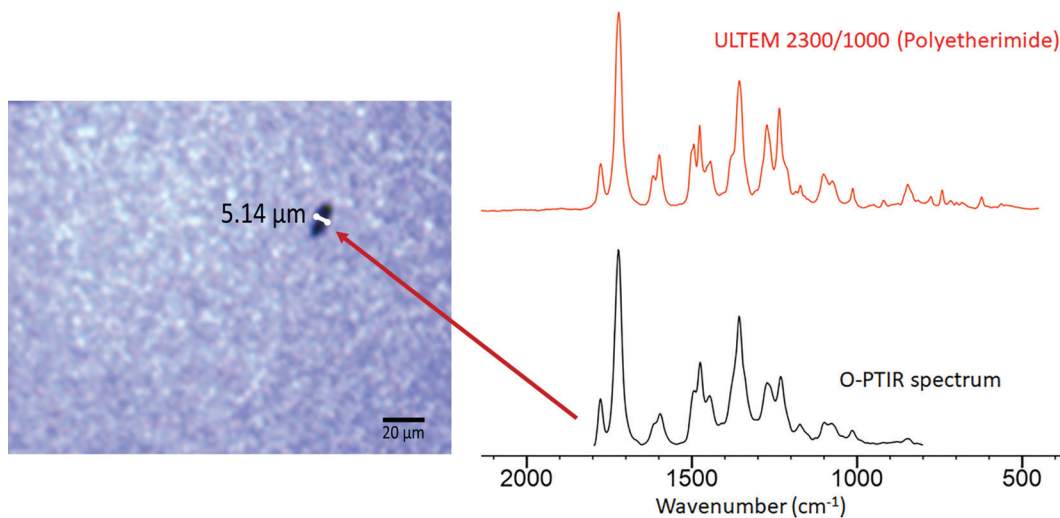 ULTEM 2300/1000 (Polyetherimide)
5.14 µm
20 µm
O-PTIR spectrum
2000 1500 1000 500
Wavenumber (cm⁻¹)